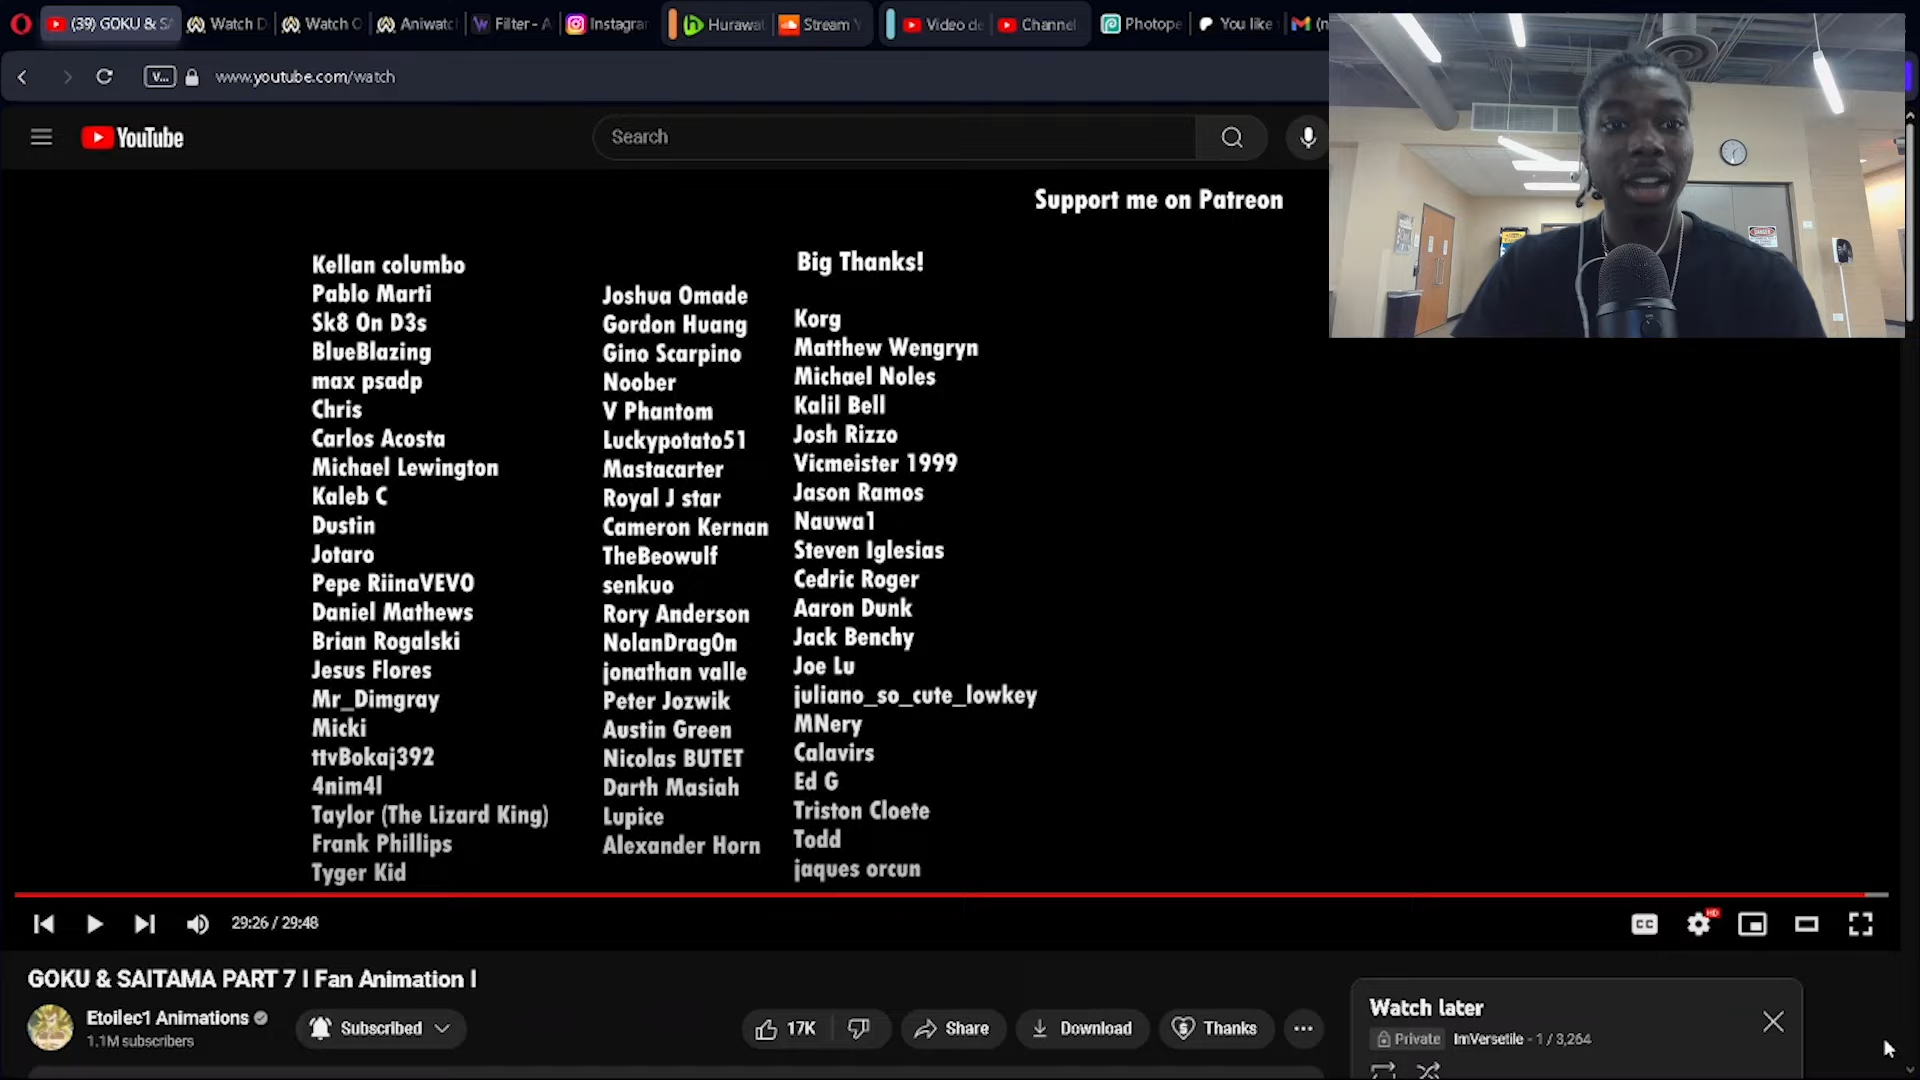 (39) GOKU & SA
Watch D
Watch O
Aniwatch
Filter - A
Instagra
Hurawat
Stream
Video de
Channel
Photope
You like
V...
www.youtube.com/watch
YouTube
Search
Support me on Patreon
Kellan columbo
Pablo Marti
Sk8 On D3s
BlueBlazing
max psadp
Chris
Carlos Acosta
Michael Lewington
Kaleb C
Dustin
Jotaro
Pepe RiinaVEVO
Daniel Mathews
Brian Rogalski
Jesus Flores
Mr_Dimgray
Micki
ttvBokaj392
4nim4l
Taylor (The Lizard King)
Frank Phillips
Tyger Kid
Joshua Omade
Gordon Huang
Gino Scarpino
Noober
V Phantom
Luckypotato51
Mastacarter
Royal J star
Cameron Kernan
TheBeowulf
senkuo
Rory Anderson
NolanDrag0n
jonathan valle
Peter Jozwik
Austin Green
Nicolas BUTET
Darth Masiah
Lupice
Alexander Horn
Big Thanks!
Korg
Matthew Wengryn
Michael Noles
Kalil Bell
Josh Rizzo
Vicmeister 1999
Jason Ramos
Nauwa1
Steven Iglesias
Cedric Roger
Aaron Dunk
Jack Benchy
Joe Lu
juliano_so_cute_lowkey
MNery
Calavirs
Ed G
Triston Cloete
Todd
jaques orcun
29:26 / 29:48
CC
HD
GOKU & SAITAMA PART 7 l Fan Animation l
Etoilec1 Animations
1.1M subscribers
Subscribed
17K
Share
Download
Thanks
Watch later
Private
ImVersetile - 1 / 3,264
DANGER